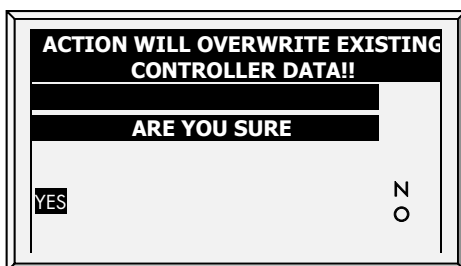 ACTION WILL OVERWRITE EXISTING
CONTROLLER DATA!!
ARE YOU SURE
YES
N
O